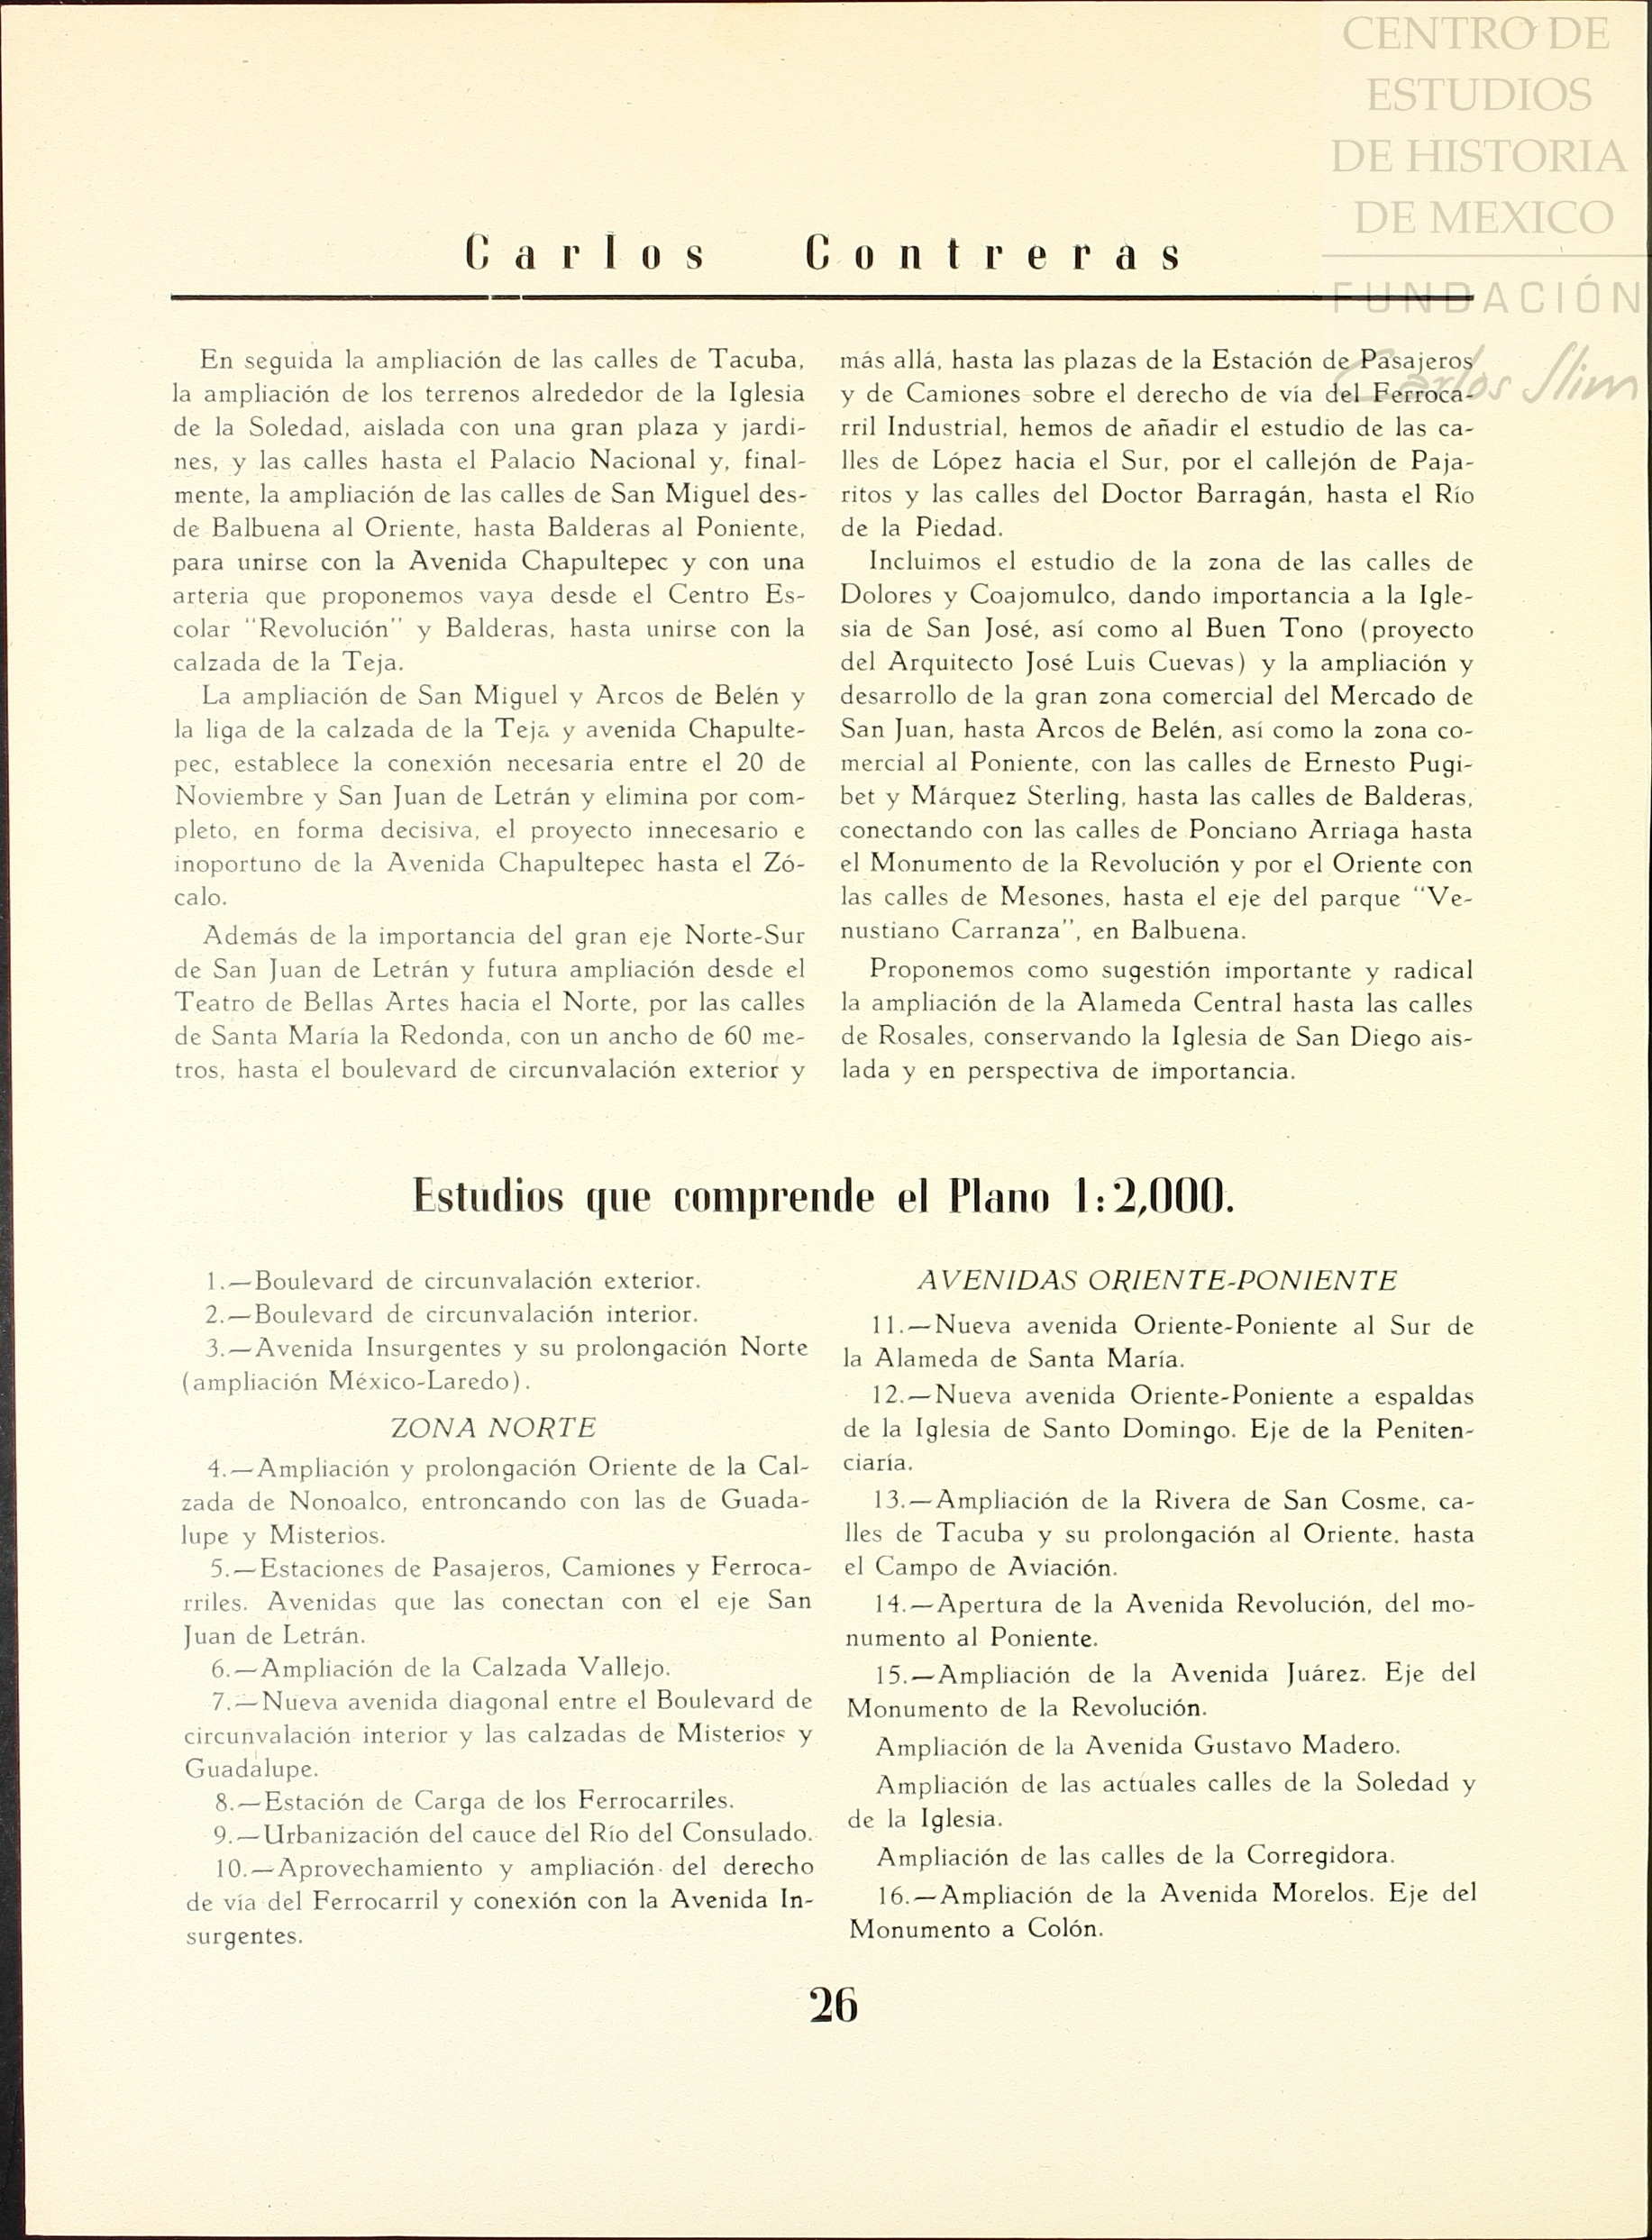 CENTRO DE
ESTUDIOS
DE HISTORIA
DE MEXICO
FUNDACIÓN
Carlos Slim
Carlos Contreras
En seguida la ampliación de las calles de Tacuba,
la ampliación de los terrenos alrededor de la Iglesia
de la Soledad, aislada con una gran plaza y jardi-
nes, y las calles hasta el Palacio Nacional y, final-
mente, la ampliación de las calles de San Miguel des-
de Balbuena al Oriente, hasta Balderas al Poniente,
para unirse con la Avenida Chapultepec y con una
arteria que proponemos vaya desde el Centro Es-
colar "Revolución" y Balderas, hasta unirse con la
calzada de la Teja.
La ampliación de San Miguel y Arcos de Belén y
la liga de la calzada de la Teja y avenida Chapulte-
pec, establece la conexión necesaria entre el 20 de
Noviembre y San Juan de Letrán y elimina por com-
pleto, en forma decisiva, el proyecto innecesario e
inoportuno de la Avenida Chapultepec hasta el Zó-
calo.
Además de la importancia del gran eje Norte-Sur
de San Juan de Letrán y futura ampliación desde el
Teatro de Bellas Artes hacia el Norte, por las calles
de Santa María la Redonda, con un ancho de 60 me-
tros, hasta el boulevard de circunvalación exterior y
más allá, hasta las plazas de la Estación de Pasajeros
y de Camiones sobre el derecho de vía del Ferroca-
rril Industrial, hemos de añadir el estudio de las ca-
lles de López hacia el Sur, por el callejón de Paja-
ritos y las calles del Doctor Barragán, hasta el Río
de la Piedad.
Incluimos el estudio de la zona de las calles de
Dolores y Coajomulco, dando importancia a la Igle-
sia de San José, así como al Buen Tono (proyecto
del Arquitecto José Luis Cuevas) y la ampliación y
desarrollo de la gran zona comercial del Mercado de
San Juan, hasta Arcos de Belén, así como la zona co-
mercial al Poniente, con las calles de Ernesto Pugi-
bet y Márquez Sterling, hasta las calles de Balderas,
conectando con las calles de Ponciano Arriaga hasta
el Monumento de la Revolución y por el Oriente con
las calles de Mesones, hasta el eje del parque "Ve-
nustiano Carranza", en Balbuena.
Proponemos como sugestión importante y radical
la ampliación de la Alameda Central hasta las calles
de Rosales, conservando la Iglesia de San Diego ais-
lada y en perspectiva de importancia.
Estudios que comprende el Plano 1:2,000.
1.—Boulevard de circunvalación exterior.
2.—Boulevard de circunvalación interior.
3.—Avenida Insurgentes y su prolongación Norte
(ampliación México-Laredo).
ZONA NORTE
4.—Ampliación y prolongación Oriente de la Cal-
zada de Nonoalco, entroncando con las de Guada-
lupe y Misterios.
5.—Estaciones de Pasajeros, Camiones y Ferroca-
rriles. Avenidas que las conectan con el eje San
Juan de Letrán.
6.—Ampliación de la Calzada Vallejo.
7.—Nueva avenida diagonal entre el Boulevard de
circunvalación interior y las calzadas de Misterios y
Guadalupe.
8.—Estación de Carga de los Ferrocarriles.
9.—Urbanización del cauce del Río del Consulado.
10.—Aprovechamiento y ampliación del derecho
de vía del Ferrocarril y conexión con la Avenida In-
surgentes.
AVENIDAS ORIENTE-PONIENTE
11.—Nueva avenida Oriente-Poniente al Sur de
la Alameda de Santa María.
12.—Nueva avenida Oriente-Poniente a espaldas
de la Iglesia de Santo Domingo. Eje de la Peniten-
ciaría.
13.—Ampliación de la Rivera de San Cosme, ca-
lles de Tacuba y su prolongación al Oriente, hasta
el Campo de Aviación.
14.—Apertura de la Avenida Revolución, del mo-
numento al Poniente.
15.—Ampliación de la Avenida Juárez. Eje del
Monumento de la Revolución.
Ampliación de la Avenida Gustavo Madero.
Ampliación de las actuales calles de la Soledad y
de la Iglesia.
Ampliación de las calles de la Corregidora.
16.—Ampliación de la Avenida Morelos. Eje del
Monumento a Colón.
26